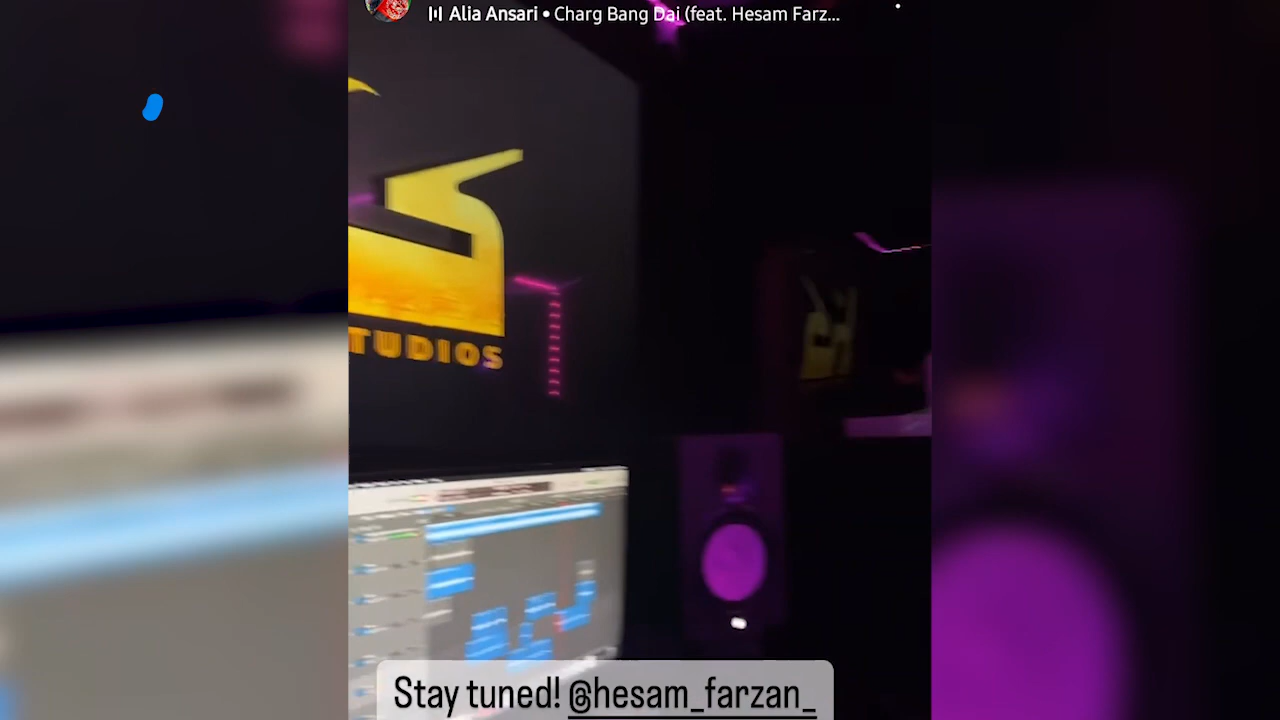 Alia Ansari • Charg Bang Dai (feat. Hesam Farz...
TUDIOS
Stay tuned! @hesam_farzan_